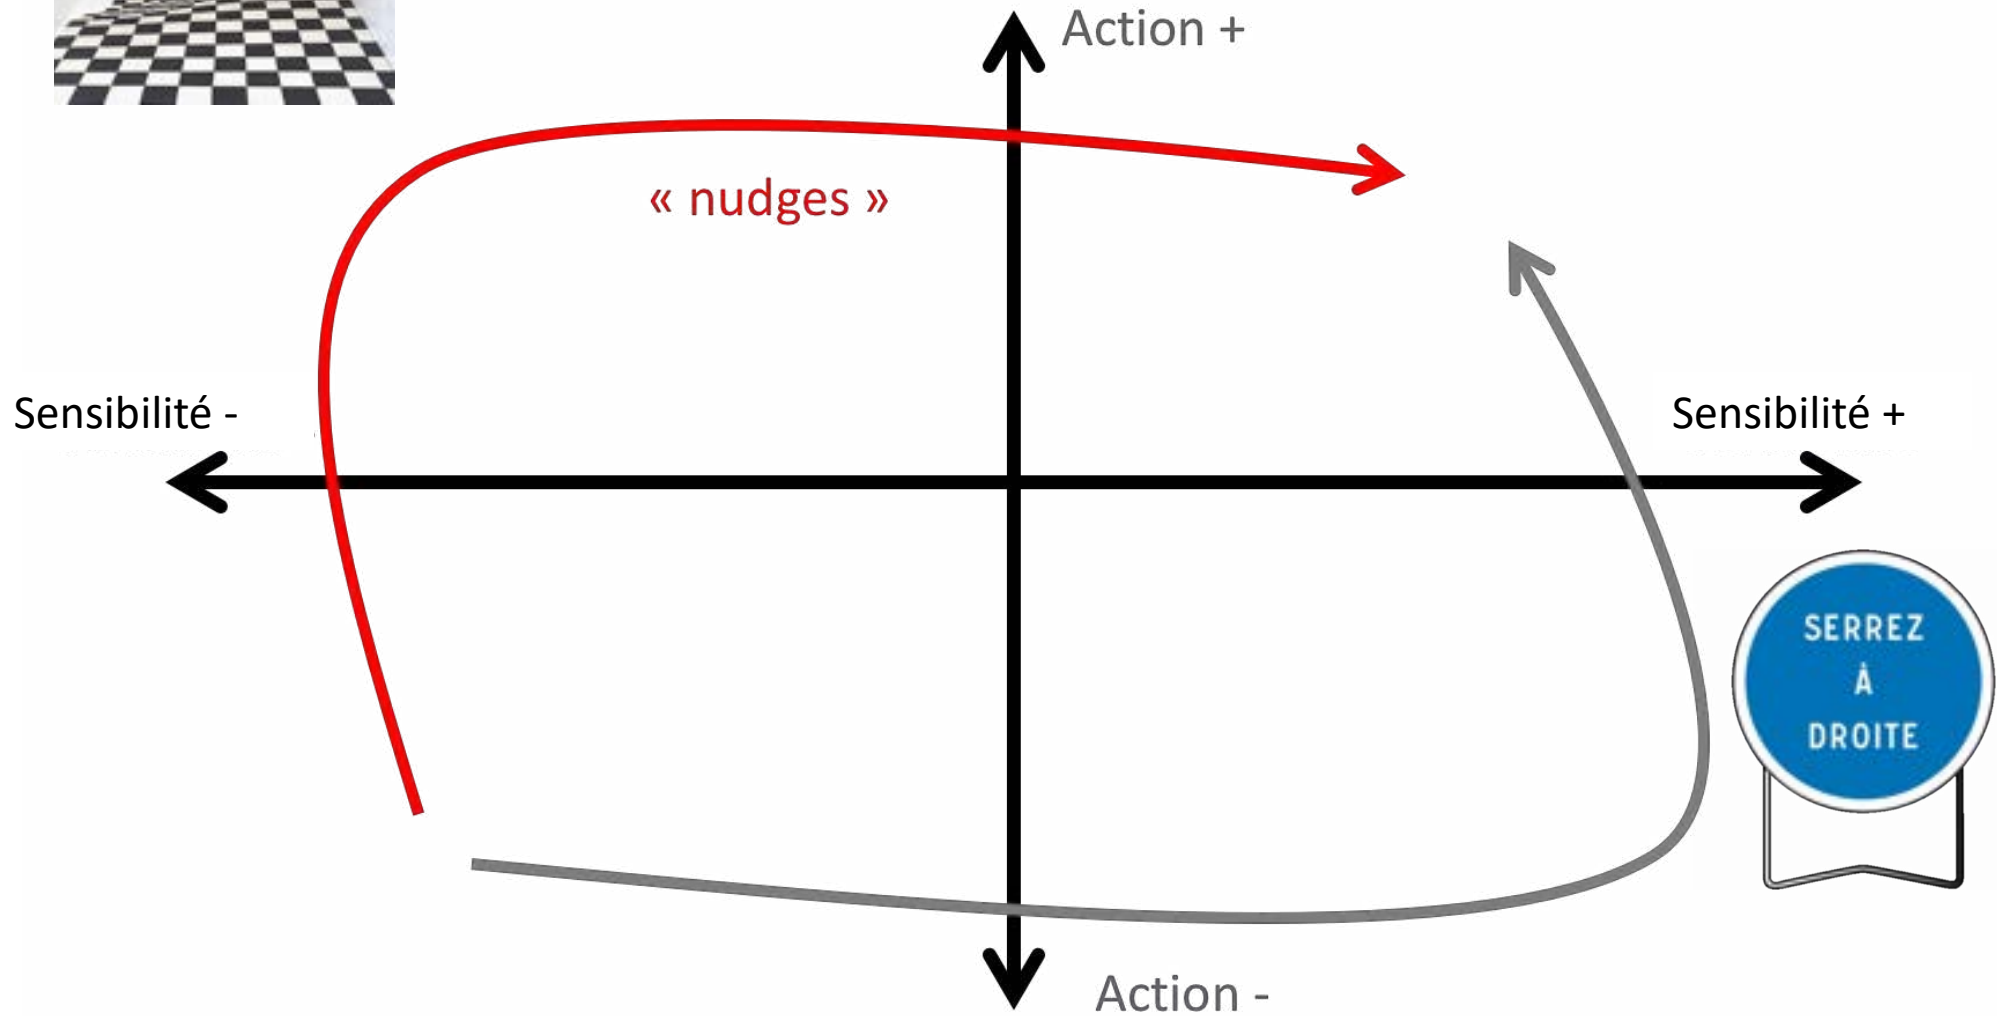 Action +
« nudges »
Sensibilité -
Sensibilité +
SERREZ
À
DROITE
Action -